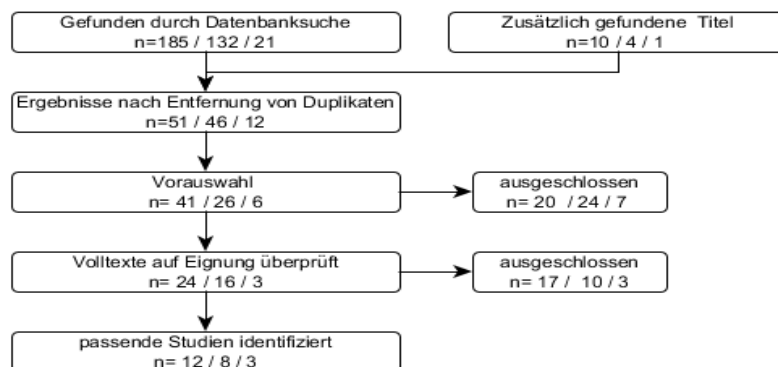 Gefunden durch Datenbanksuche
n=185 / 132 / 21
Zusätzlich gefundene Titel
n=10 / 4 / 1
Ergebnisse nach Entfernung von Duplikaten
n=51 / 46 / 12
Vorauswahl
n= 41 / 26 / 6
ausgeschlossen
n= 20 / 24 / 7
Volltexte auf Eignung überprüft
n= 24 / 16 / 3
ausgeschlossen
n= 17 / 10 / 3
passende Studien identifiziert
n= 12 / 8 / 3